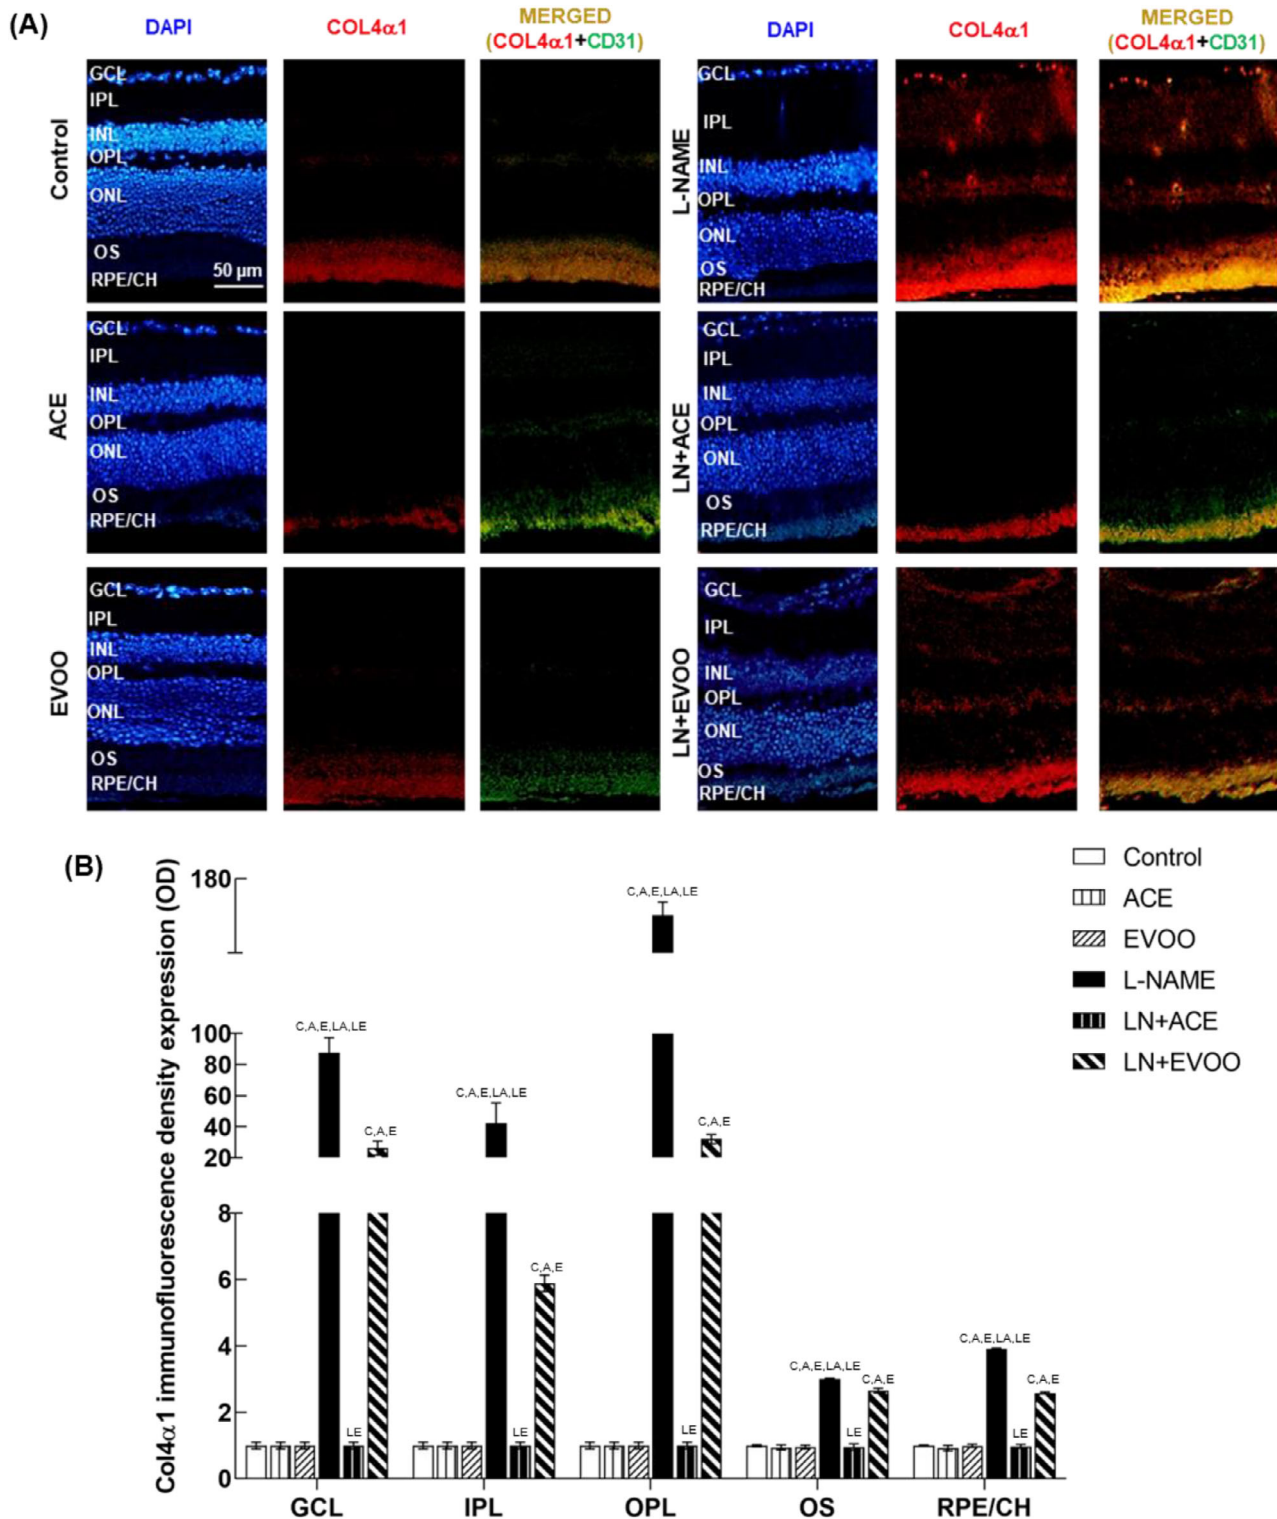 (A)
DAPI COL4α1 MERGED (COL4α1+CD31) DAPI COL4α1 MERGED (COL4α1+CD31)
Control
GCL
IPL
INL
OPL
ONL
OS
RPE/CH
50 µm
L-NAME
GCL
IPL
INL
OPL
ONL
OS
RPE/CH
ACE
GCL
IPL
INL
OPL
ONL
OS
RPE/CH
LN+ACE
GCL
IPL
INL
OPL
ONL
OS
RPE/CH
EVOO
GCL
IPL
INL
OPL
ONL
OS
RPE/CH
LN+EVOO
GCL
IPL
INL
OPL
ONL
OS
RPE/CH
(B)
Col4α1 immunofluorescence density expression (OD)
180
100
80
60
40
20
8
6
4
2
0
C,A,E,LA,LE
LE
C,A,E
C,A,E,LA,LE
LE
C,A,E
C,A,E,LA,LE
LE
C,A,E
C,A,E,LA,LE
LE
C,A,E
C,A,E,LA,LE
LE
C,A,E
GCL IPL OPL OS RPE/CH
Control
ACE
EVOO
L-NAME
LN+ACE
LN+EVOO